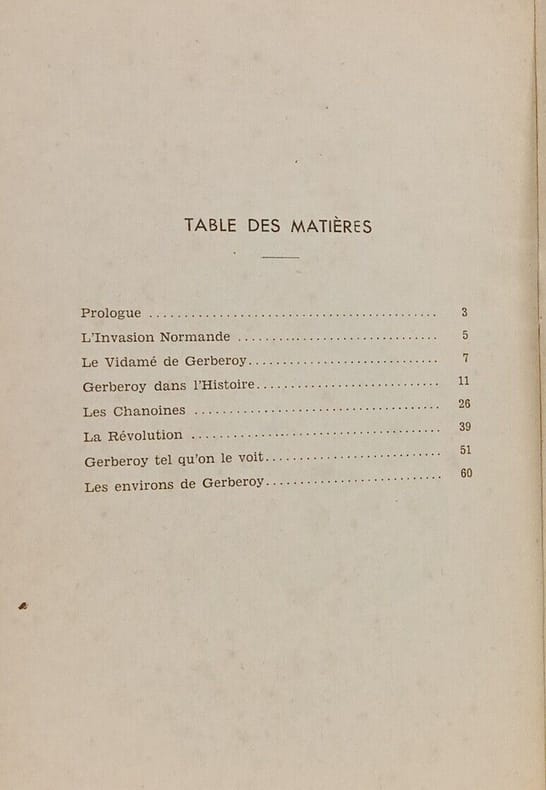 TABLE DES MATIÈRES
Prologue ........................................ 3
L'Invasion Normande ............................ 5
Le Vidamé de Gerberoy........................... 7
Gerberoy dans l'Histoire.......................... 11
Les Chanoines ................................... 26
La Révolution ................................... 39
Gerberoy tel qu'on le voit......................... 51
Les environs de Gerberoy......................... 60